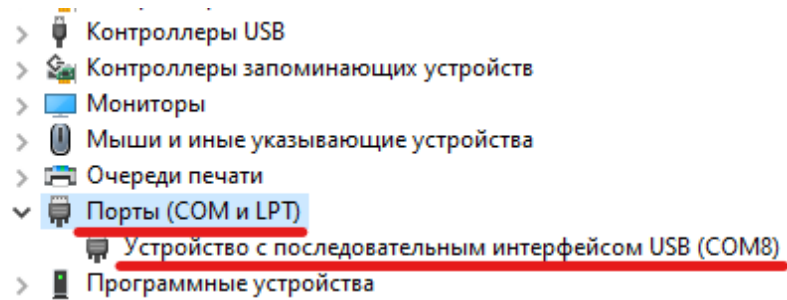 Контроллеры USB
Контроллеры запоминающих устройств
Мониторы
Мыши и иные указывающие устройства
Очереди печати
Порты (COM и LPT)
Устройство с последовательным интерфейсом USB (COM8)
Программные устройства